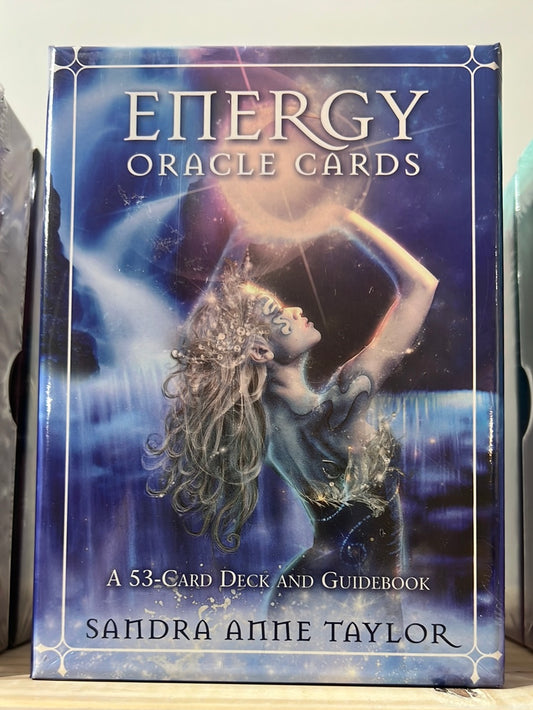 ENERGY
ORACLE CARDS
A 53-CARD DECK AND GUIDEBOOK
SANDRA ANNE TAYLOR